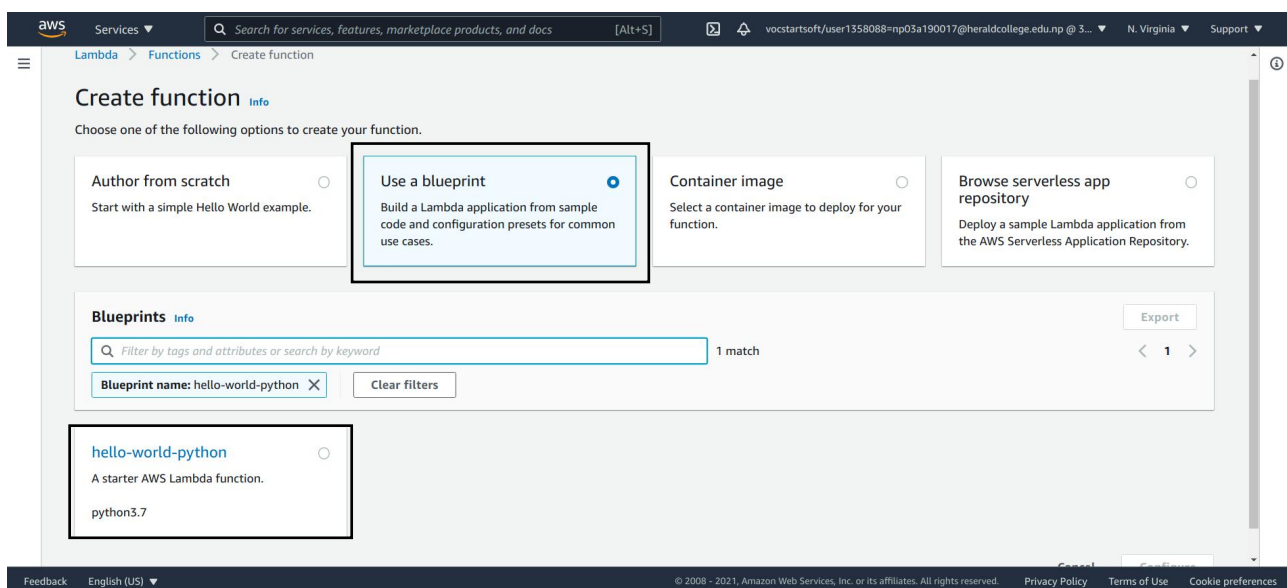 aws Services ▼ Search for services, features, marketplace products, and docs [Alt+S] vocstartsoft/user1358088=np03a190017@heraldcollege.edu.np @ 3... ▼ N. Virginia ▼ Support ▼
Lambda > Functions > Create function
Create function Info
Choose one of the following options to create your function.
Author from scratch
Start with a simple Hello World example.
Use a blueprint
Build a Lambda application from sample
code and configuration presets for common
use cases.
Container image
Select a container image to deploy for your
function.
Browse serverless app
repository
Deploy a sample Lambda application from
the AWS Serverless Application Repository.
Blueprints Info
Export
Filter by tags and attributes or search by keyword
1 match
< 1 >
Blueprint name: hello-world-python X
Clear filters
hello-world-python
A starter AWS Lambda function.
python3.7
Cancel Configure
Feedback English (US) ▼ © 2008 - 2021, Amazon Web Services, Inc. or its affiliates. All rights reserved. Privacy Policy Terms of Use Cookie preferences